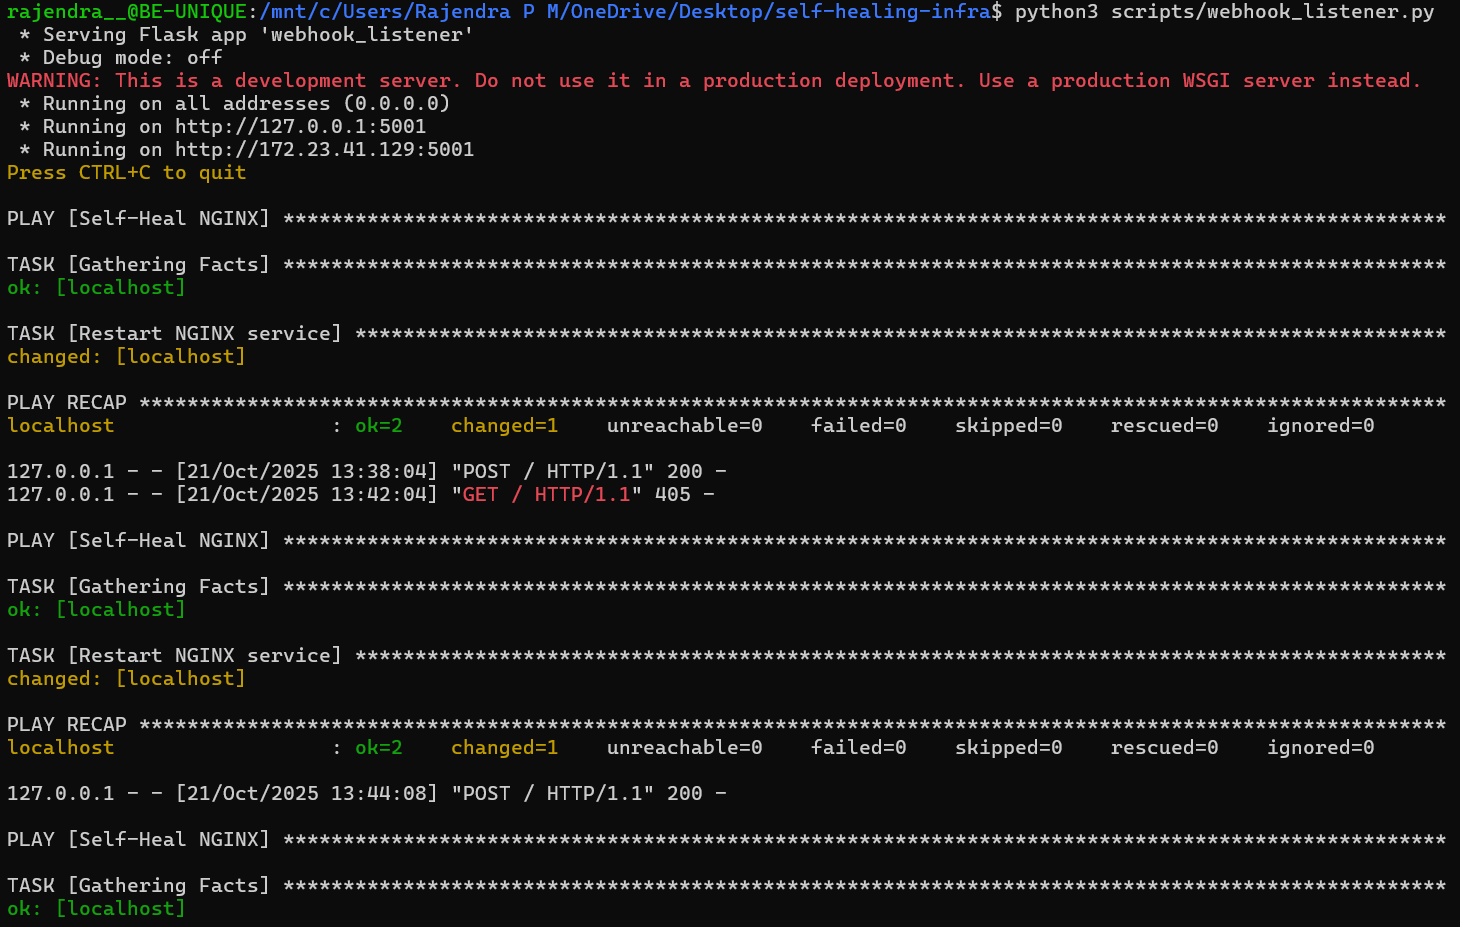 rajendra__@BE-UNIQUE:/mnt/c/Users/Rajendra P M/OneDrive/Desktop/self-healing-infra$ python3 scripts/webhook_listener.py
 * Serving Flask app 'webhook_listener'
 * Debug mode: off
WARNING: This is a development server. Do not use it in a production deployment. Use a production WSGI server instead.
 * Running on all addresses (0.0.0.0)
 * Running on http://127.0.0.1:5001
 * Running on http://172.23.41.129:5001
Press CTRL+C to quit

PLAY [Self-Heal NGINX] *************************************************************************************************

TASK [Gathering Facts] *************************************************************************************************
ok: [localhost]

TASK [Restart NGINX service] *******************************************************************************************
changed: [localhost]

PLAY RECAP *************************************************************************************************************
localhost                  : ok=2    changed=1    unreachable=0    failed=0    skipped=0    rescued=0    ignored=0

127.0.0.1 - - [21/Oct/2025 13:38:04] "POST / HTTP/1.1" 200 -
127.0.0.1 - - [21/Oct/2025 13:42:04] "GET / HTTP/1.1" 405 -

PLAY [Self-Heal NGINX] *************************************************************************************************

TASK [Gathering Facts] *************************************************************************************************
ok: [localhost]

TASK [Restart NGINX service] *******************************************************************************************
changed: [localhost]

PLAY RECAP *************************************************************************************************************
localhost                  : ok=2    changed=1    unreachable=0    failed=0    skipped=0    rescued=0    ignored=0

127.0.0.1 - - [21/Oct/2025 13:44:08] "POST / HTTP/1.1" 200 -

PLAY [Self-Heal NGINX] *************************************************************************************************

TASK [Gathering Facts] *************************************************************************************************
ok: [localhost]